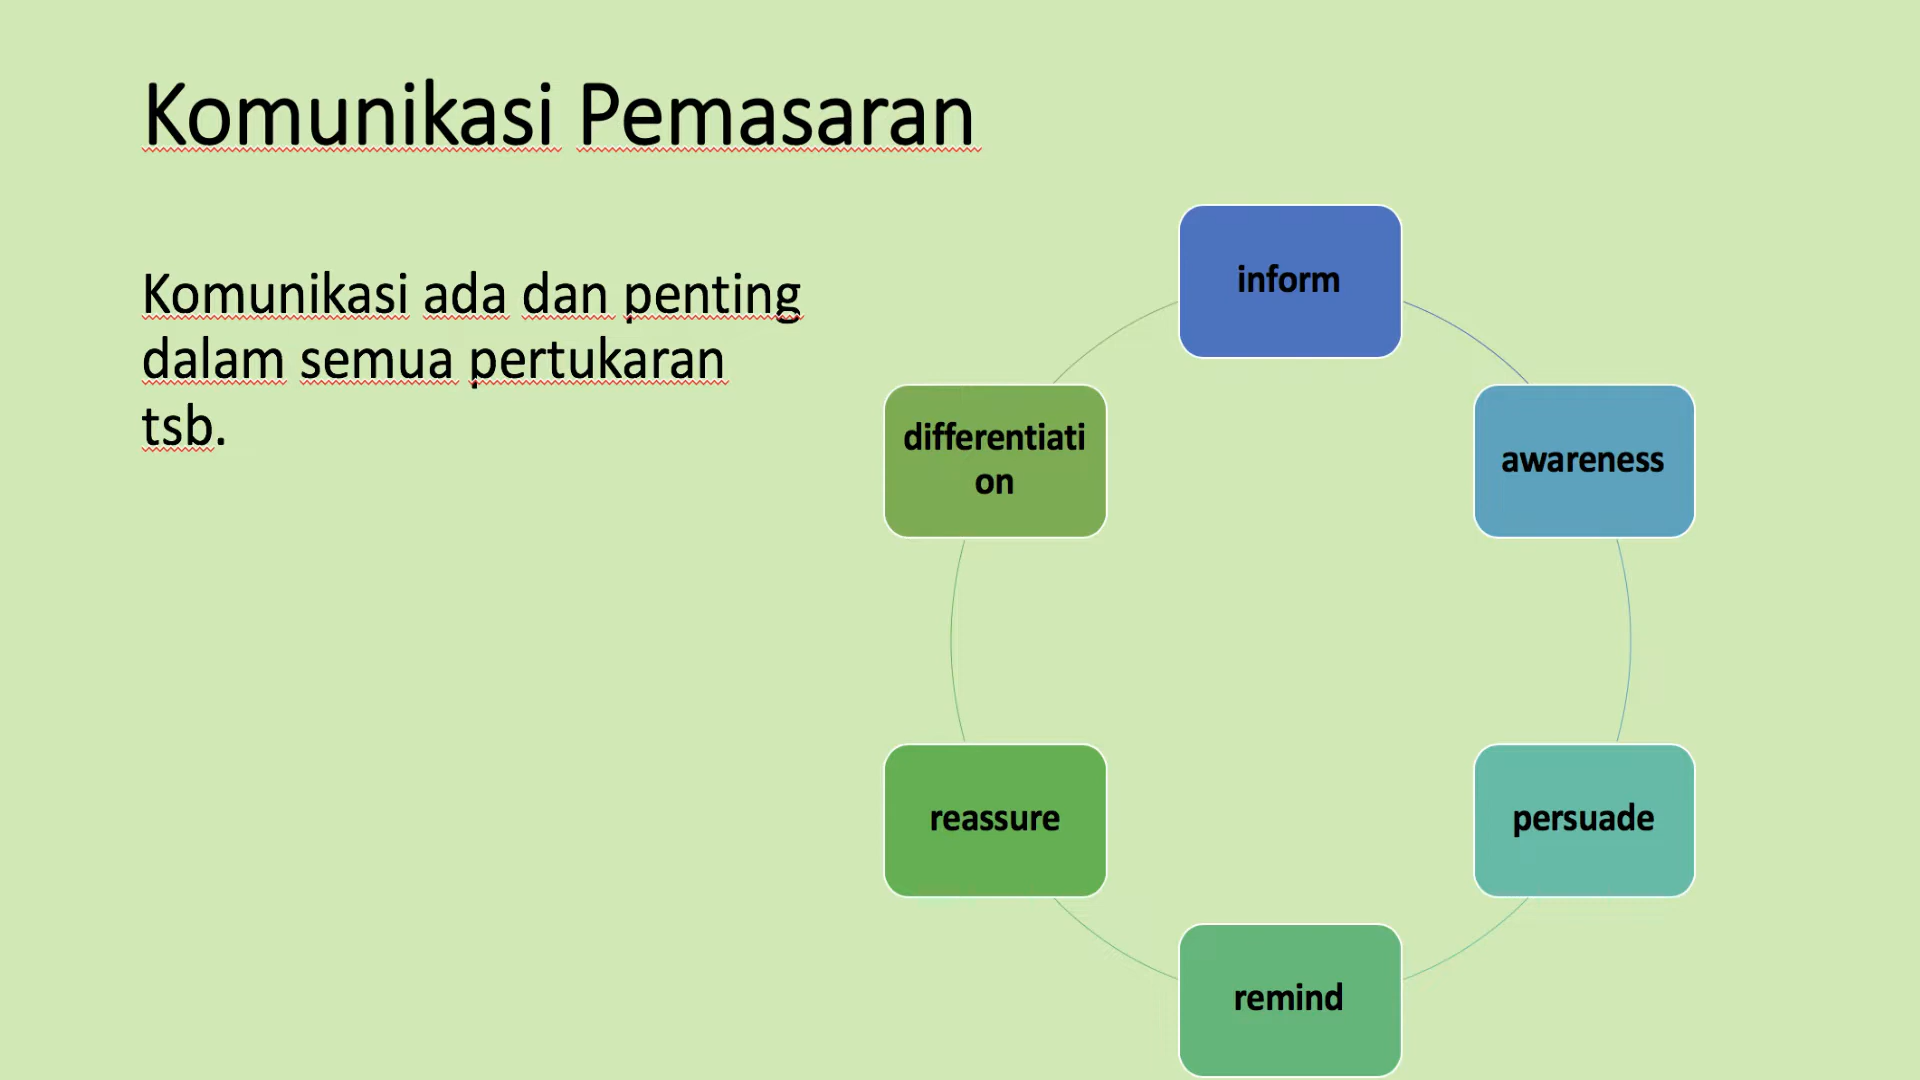 Komunikasi Pemasaran
Komunikasi ada dan penting
dalam semua pertukaran
tsb.
inform
awareness
persuade
remind
reassure
differentiati
on